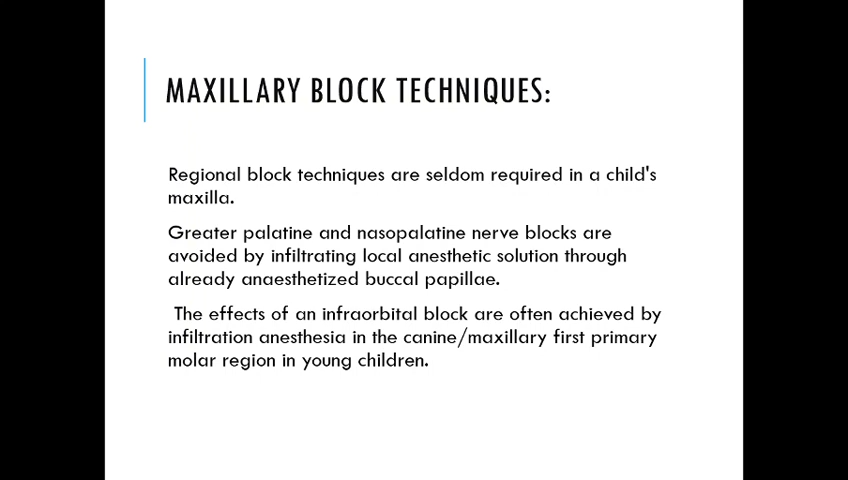 MAXILLARY BLOCK TECHNIQUES:
Regional block techniques are seldom required in a child's
maxilla.
Greater palatine and nasopalatine nerve blocks are
avoided by infiltrating local anesthetic solution through
already anaesthetized buccal papillae.
The effects of an infraorbital block are often achieved by
infiltration anesthesia in the canine/maxillary first primary
molar region in young children.